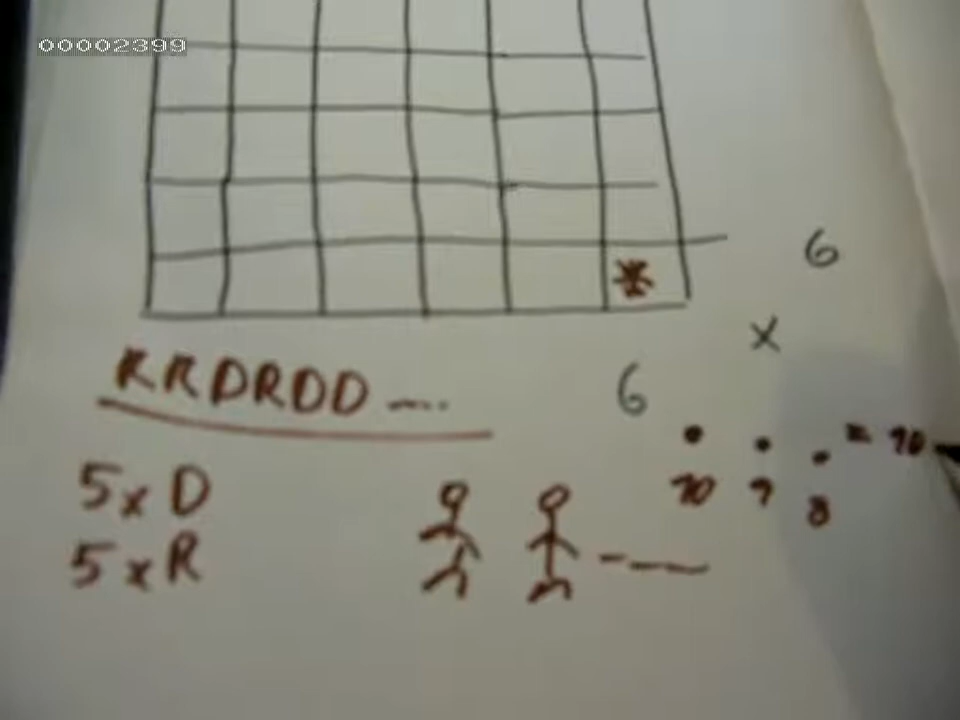 00002399
6
x
6
RRDRDD ....
. . . = 10
10 9 8
5 x D
5 x R